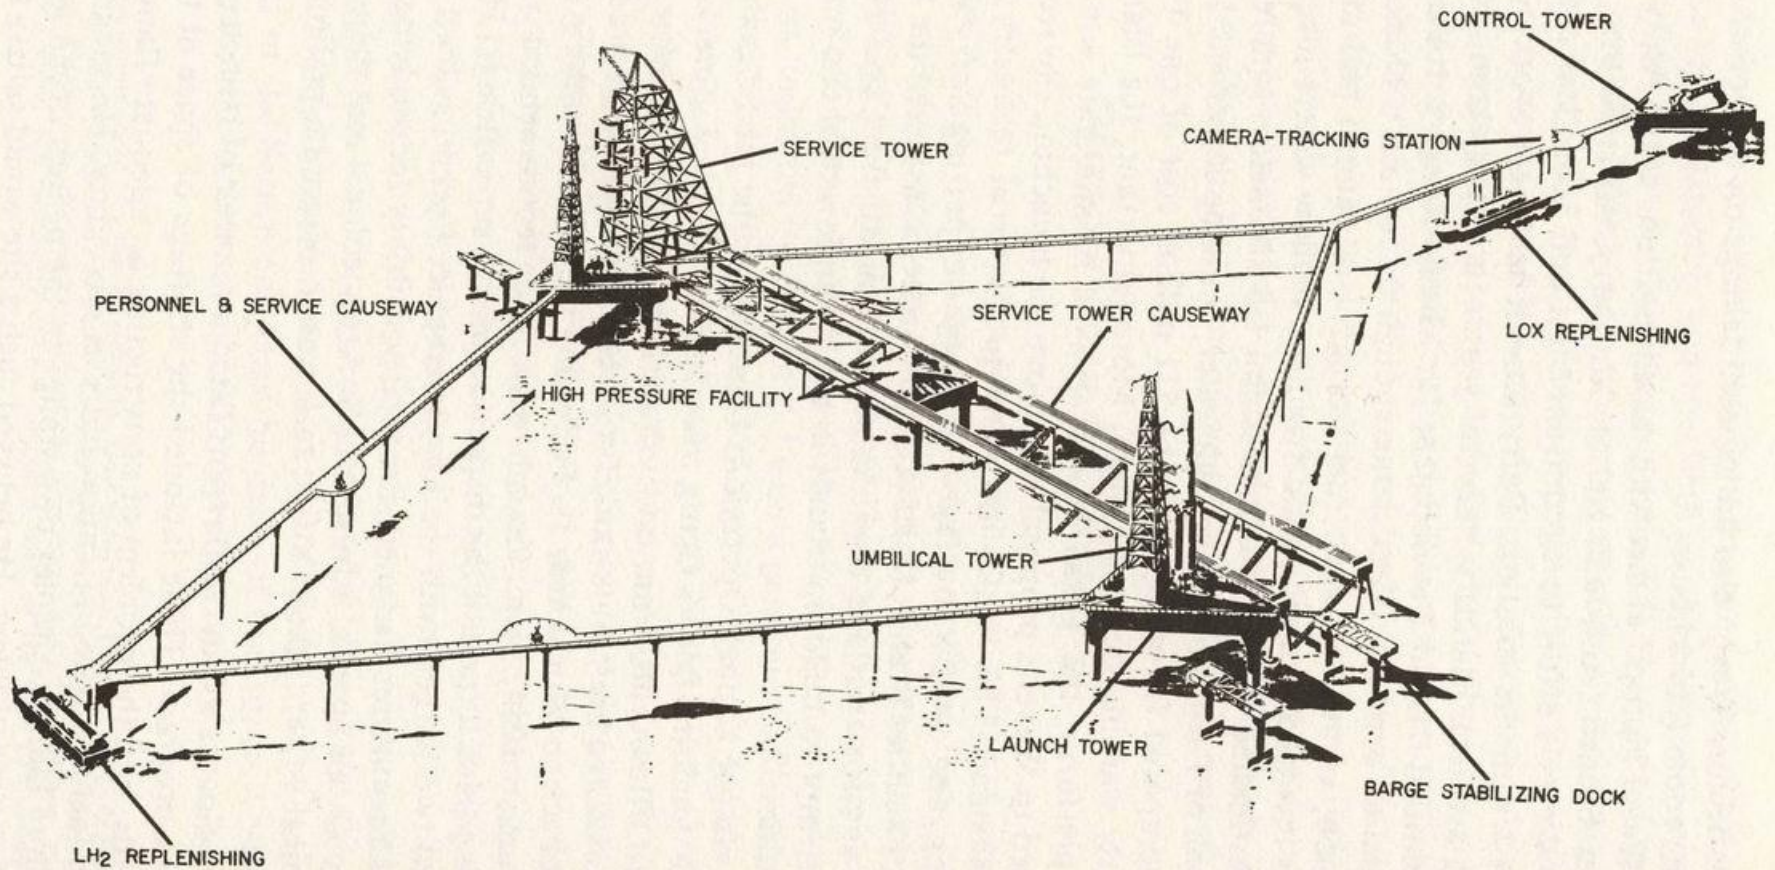 CONTROL TOWER
CAMERA-TRACKING STATION
SERVICE TOWER
PERSONNEL & SERVICE CAUSEWAY
SERVICE TOWER CAUSEWAY
LOX REPLENISHING
HIGH PRESSURE FACILITY
UMBILICAL TOWER
LAUNCH TOWER
BARGE STABILIZING DOCK
LH₂ REPLENISHING